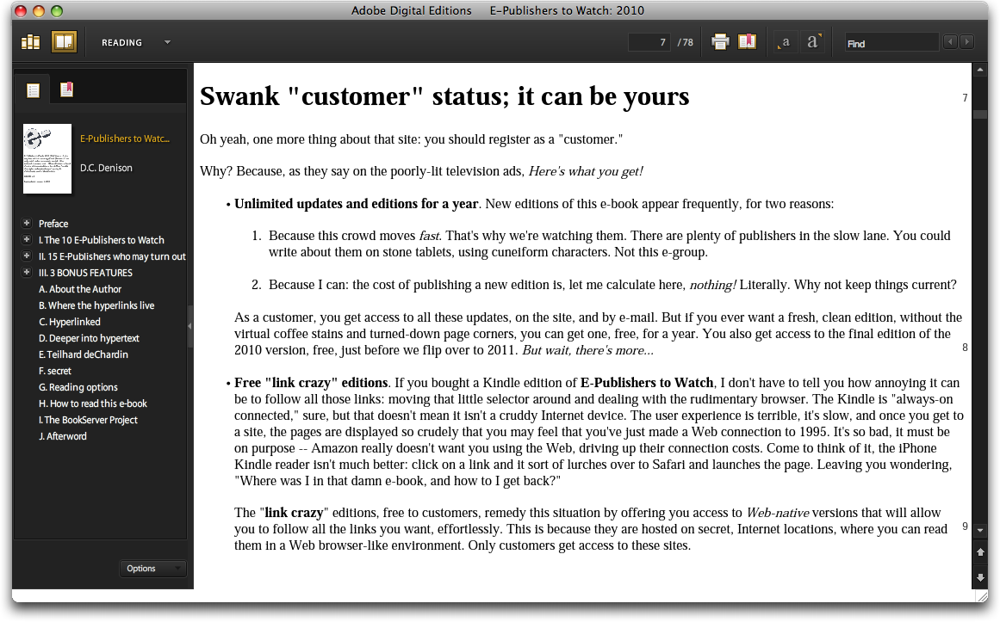 Adobe Digital Editions E-Publishers to Watch: 2010
READING
7 / 78
a a
Find
E-Publishers to Watc...
D.C. Denison
Preface
I. The 10 E-Publishers to Watch
II. 15 E-Publishers who may turn out
III. 3 BONUS FEATURES
A. About the Author
B. Where the hyperlinks live
C. Hyperlinked
D. Deeper into hypertext
E. Teilhard deChardin
F. secret
G. Reading options
H. How to read this e-book
I. The BookServer Project
J. Afterword
Options
Swank "customer" status; it can be yours
7
Oh yeah, one more thing about that site: you should register as a "customer."
Why? Because, as they say on the poorly-lit television ads, Here's what you get!
• Unlimited updates and editions for a year. New editions of this e-book appear frequently, for two reasons:
1. Because this crowd moves fast. That's why we're watching them. There are plenty of publishers in the slow lane. You could
write about them on stone tablets, using cuneiform characters. Not this e-group.
2. Because I can: the cost of publishing a new edition is, let me calculate here, nothing! Literally. Why not keep things current?
As a customer, you get access to all these updates, on the site, and by e-mail. But if you ever want a fresh, clean edition, without the
virtual coffee stains and turned-down page corners, you can get one, free, for a year. You also get access to the final edition of the
8
2010 version, free, just before we flip over to 2011. But wait, there's more...
• Free "link crazy" editions. If you bought a Kindle edition of E-Publishers to Watch, I don't have to tell you how annoying it can
be to follow all those links: moving that little selector around and dealing with the rudimentary browser. The Kindle is "always-on
connected," sure, but that doesn't mean it isn't a cruddy Internet device. The user experience is terrible, it's slow, and once you get to
a site, the pages are displayed so crudely that you may feel that you've just made a Web connection to 1995. It's so bad, it must be
on purpose -- Amazon really doesn't want you using the Web, driving up their connection costs. Come to think of it, the iPhone
Kindle reader isn't much better: click on a link and it sort of lurches over to Safari and launches the page. Leaving you wondering,
"Where was I in that damn e-book, and how to I get back?"
The "link crazy" editions, free to customers, remedy this situation by offering you access to Web-native versions that will allow
you to follow all the links you want, effortlessly. This is because they are hosted on secret, Internet locations, where you can read
9
them in a Web browser-like environment. Only customers get access to these sites.